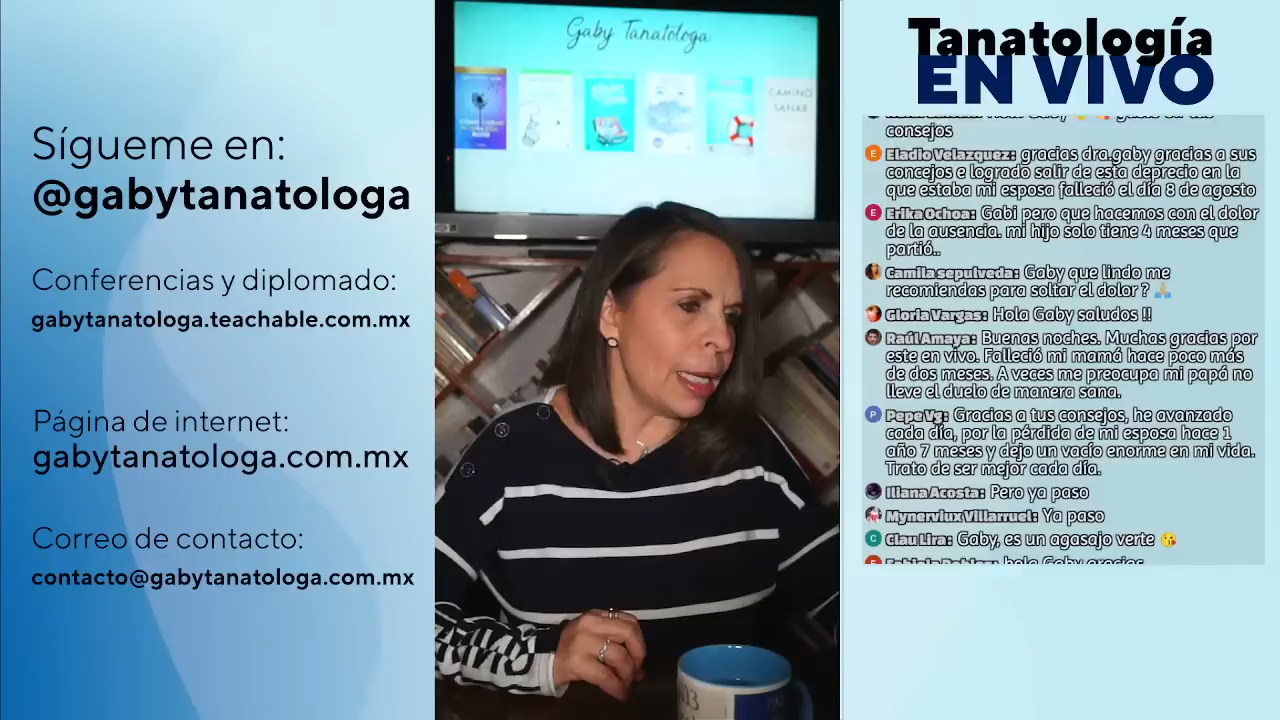 Sígueme en:
@gabytanatologa
Conferencias y diplomado:
gabytanatologa.teachable.com.mx
Página de internet:
gabytanatologa.com.mx
Correo de contacto:
contacto@gabytanatologa.com.mx
Gaby Tanatóloga
CAMINO
SANAR
Tanatología
EN VIVO
consejos
Eladio Velazquez: gracias dra.gaby gracias a sus
concejos e logrado salir de esta deprecio en la
que estaba mi esposa falleció el día 8 de agosto
Erika Ochoa: Gabi pero que hacemos con el dolor
de la ausencia. mi hijo solo tiene 4 meses que
partió..
Camila sepulveda: Gaby que lindo me
recomiendas para soltar el dolor ? 🙏🏼
Gloria Vargas: Hola Gaby saludos !!
Raúl Amaya: Buenas noches. Muchas gracias por
este en vivo. Falleció mi mamá hace poco más
de dos meses. A veces me preocupa mi papá no
lleve el duelo de manera sana.
Pepe Vg: Gracias a tus consejos, he avanzado
cada día, por la pérdida de mi esposa hace 1
año 7 meses y dejo un vacío enorme en mi vida.
Trato de ser mejor cada día.
Iliana Acosta: Pero ya paso
Mynerviux Villarruel: Ya paso
Clau Lira: Gaby, es un agasajo verte 😘